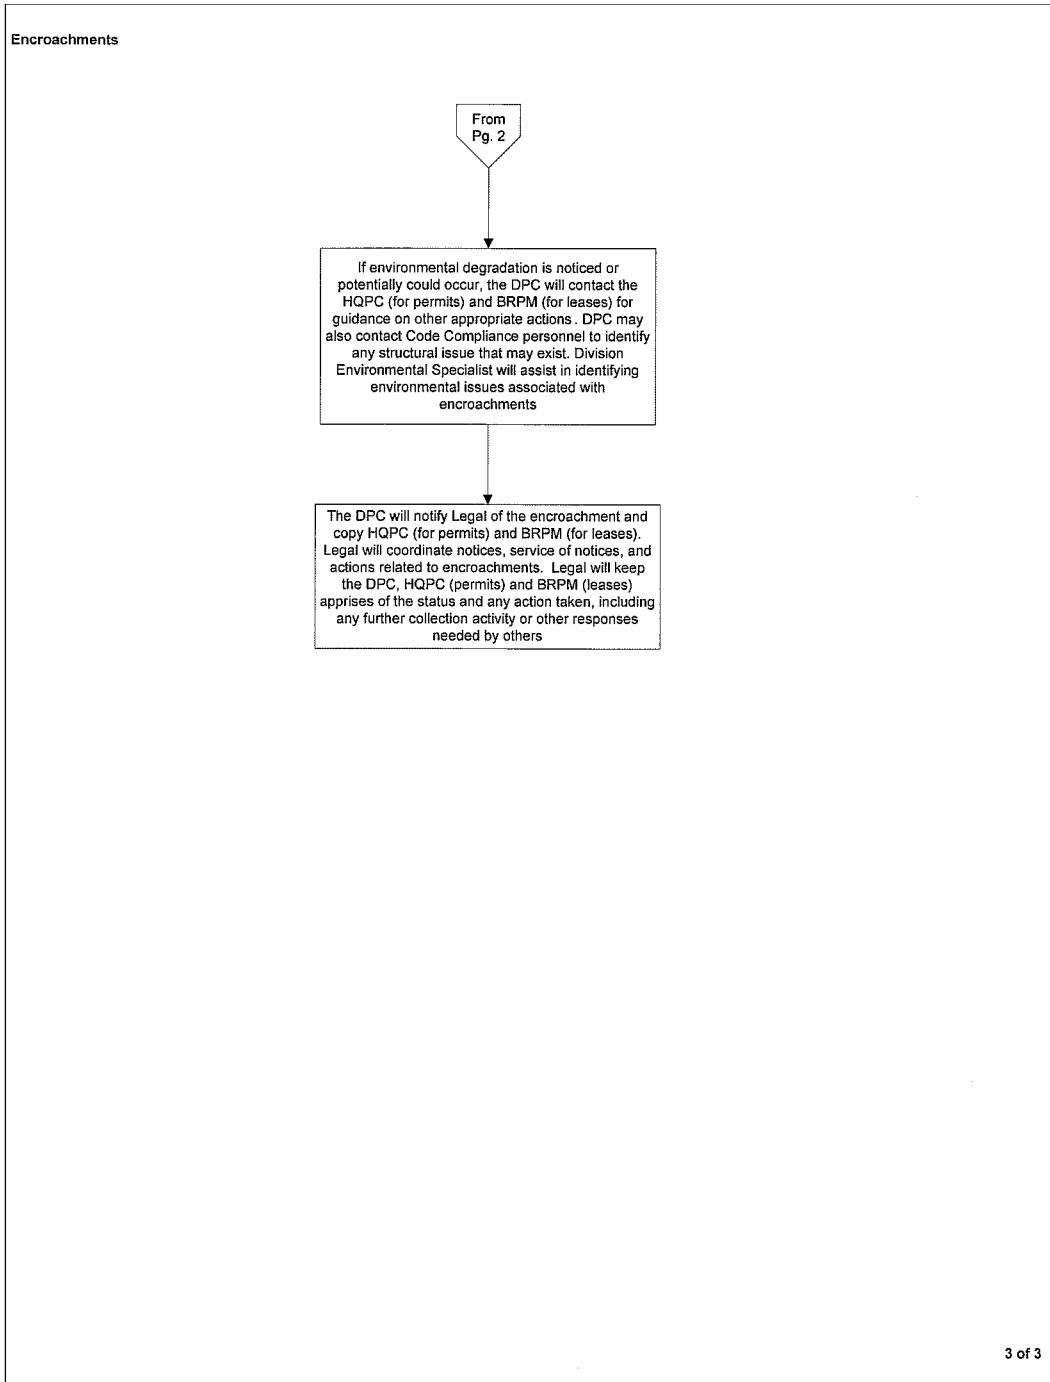 Encroachments
From
Pg. 2
If environmental degradation is noticed or
potentially could occur, the DPC will contact the
HQPC (for permits) and BRPM (for leases) for
guidance on other appropriate actions . DPC may
also contact Code Compliance personnel to identify
any structural issue that may exist. Division
Environmental Specialist will assist in identifying
environmental issues associated with
encroachments
The DPC will notify Legal of the encroachment and
copy HQPC (for permits) and BRPM (for leases).
Legal will coordinate notices, service of notices, and
actions related to encroachments.  Legal will keep
the DPC, HQPC (permits) and BRPM (leases)
apprises of the status and any action taken, including
any further collection activity or other responses
needed by others
3 of 3